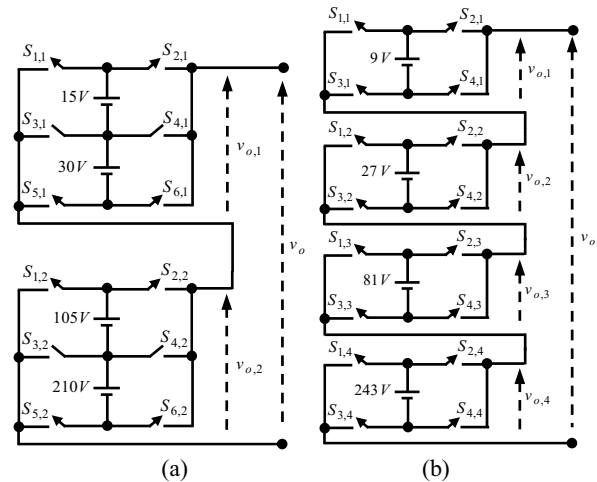 S1,1 S2,1
15V
S3,1 S4,1
30V
S5,1 S6,1
vo,1
S1,2 S2,2
105V
S3,2 S4,2
210V
S5,2 S6,2
vo,2
vo
(a)
S1,1 S2,1
9V
S3,1 S4,1
vo,1
S1,2 S2,2
27V
S3,2 S4,2
vo,2
S1,3 S2,3
81V
S3,3 S4,3
vo,3
S1,4 S2,4
243V
S3,4 S4,4
vo,4
vo
(b)